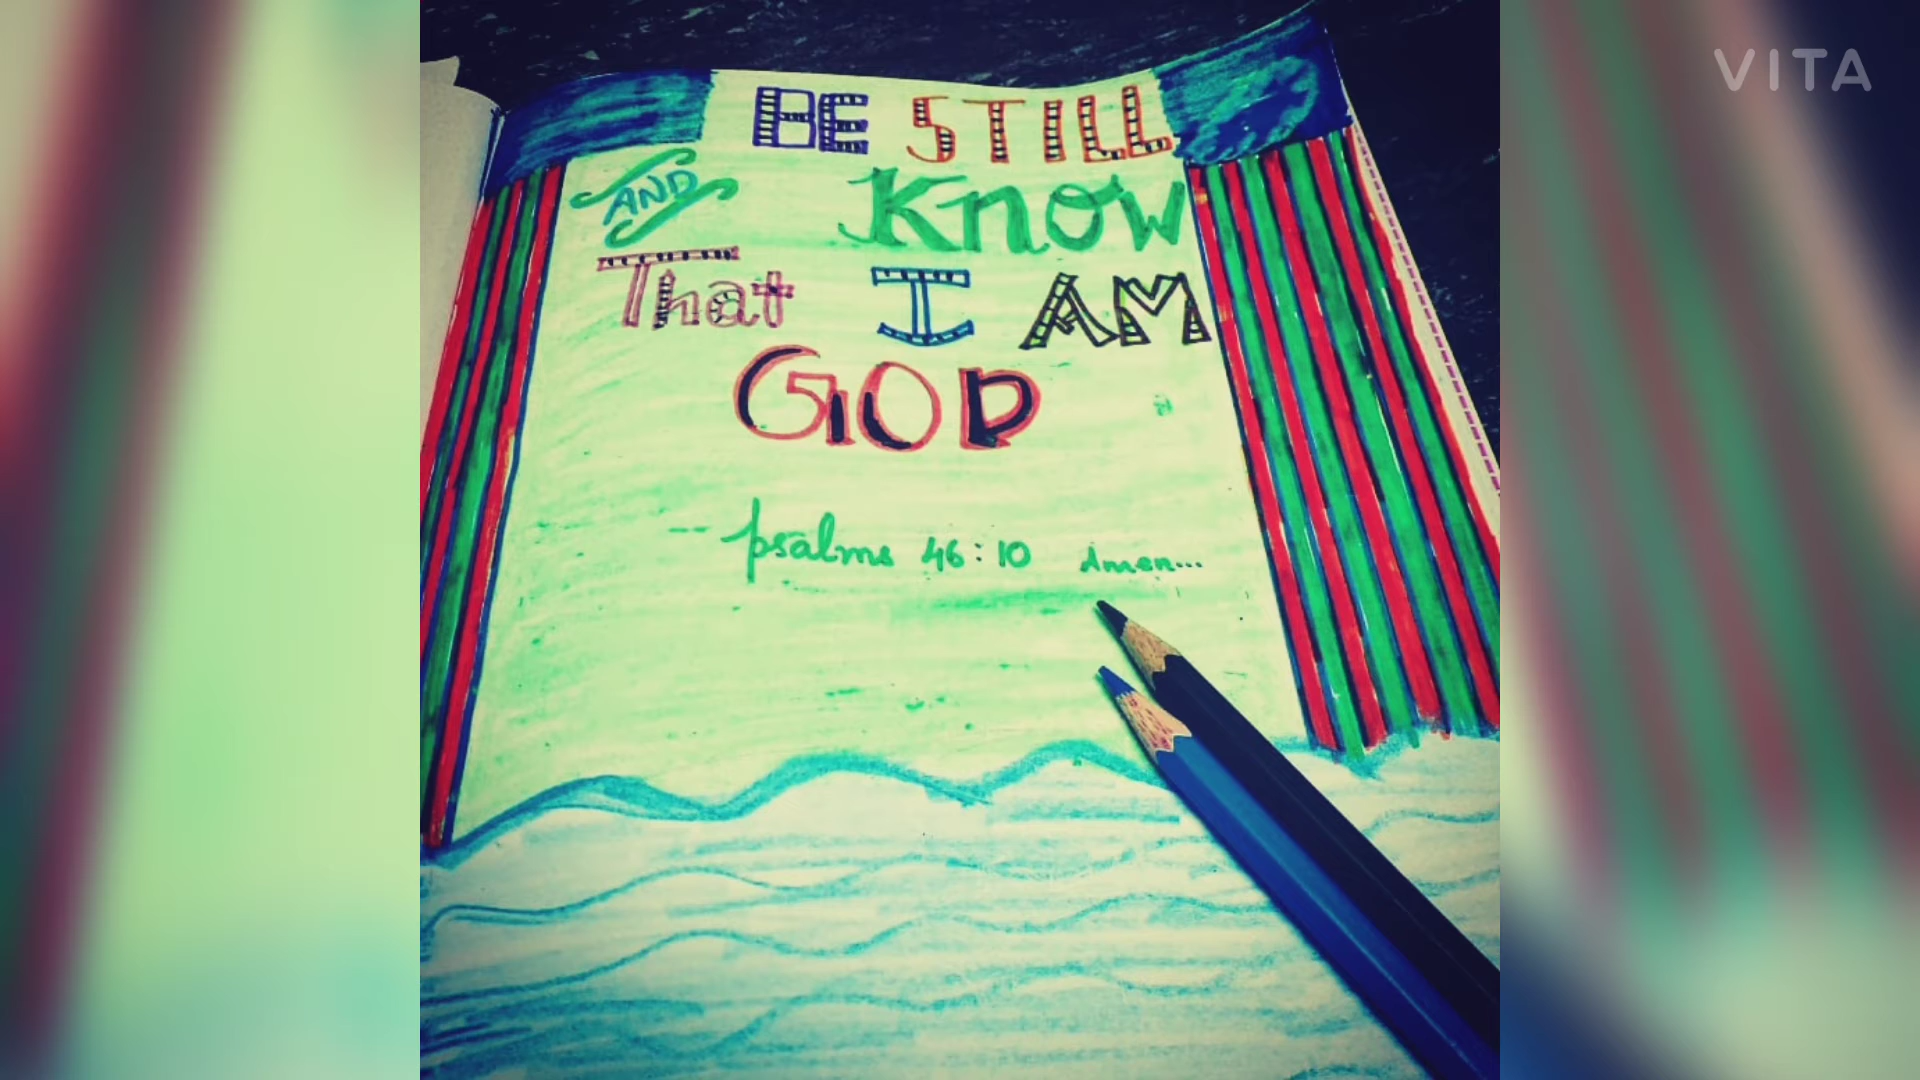 VITA
BE STILL
AND Know
That I AM
GOD
-- psalms 46:10 Amen...